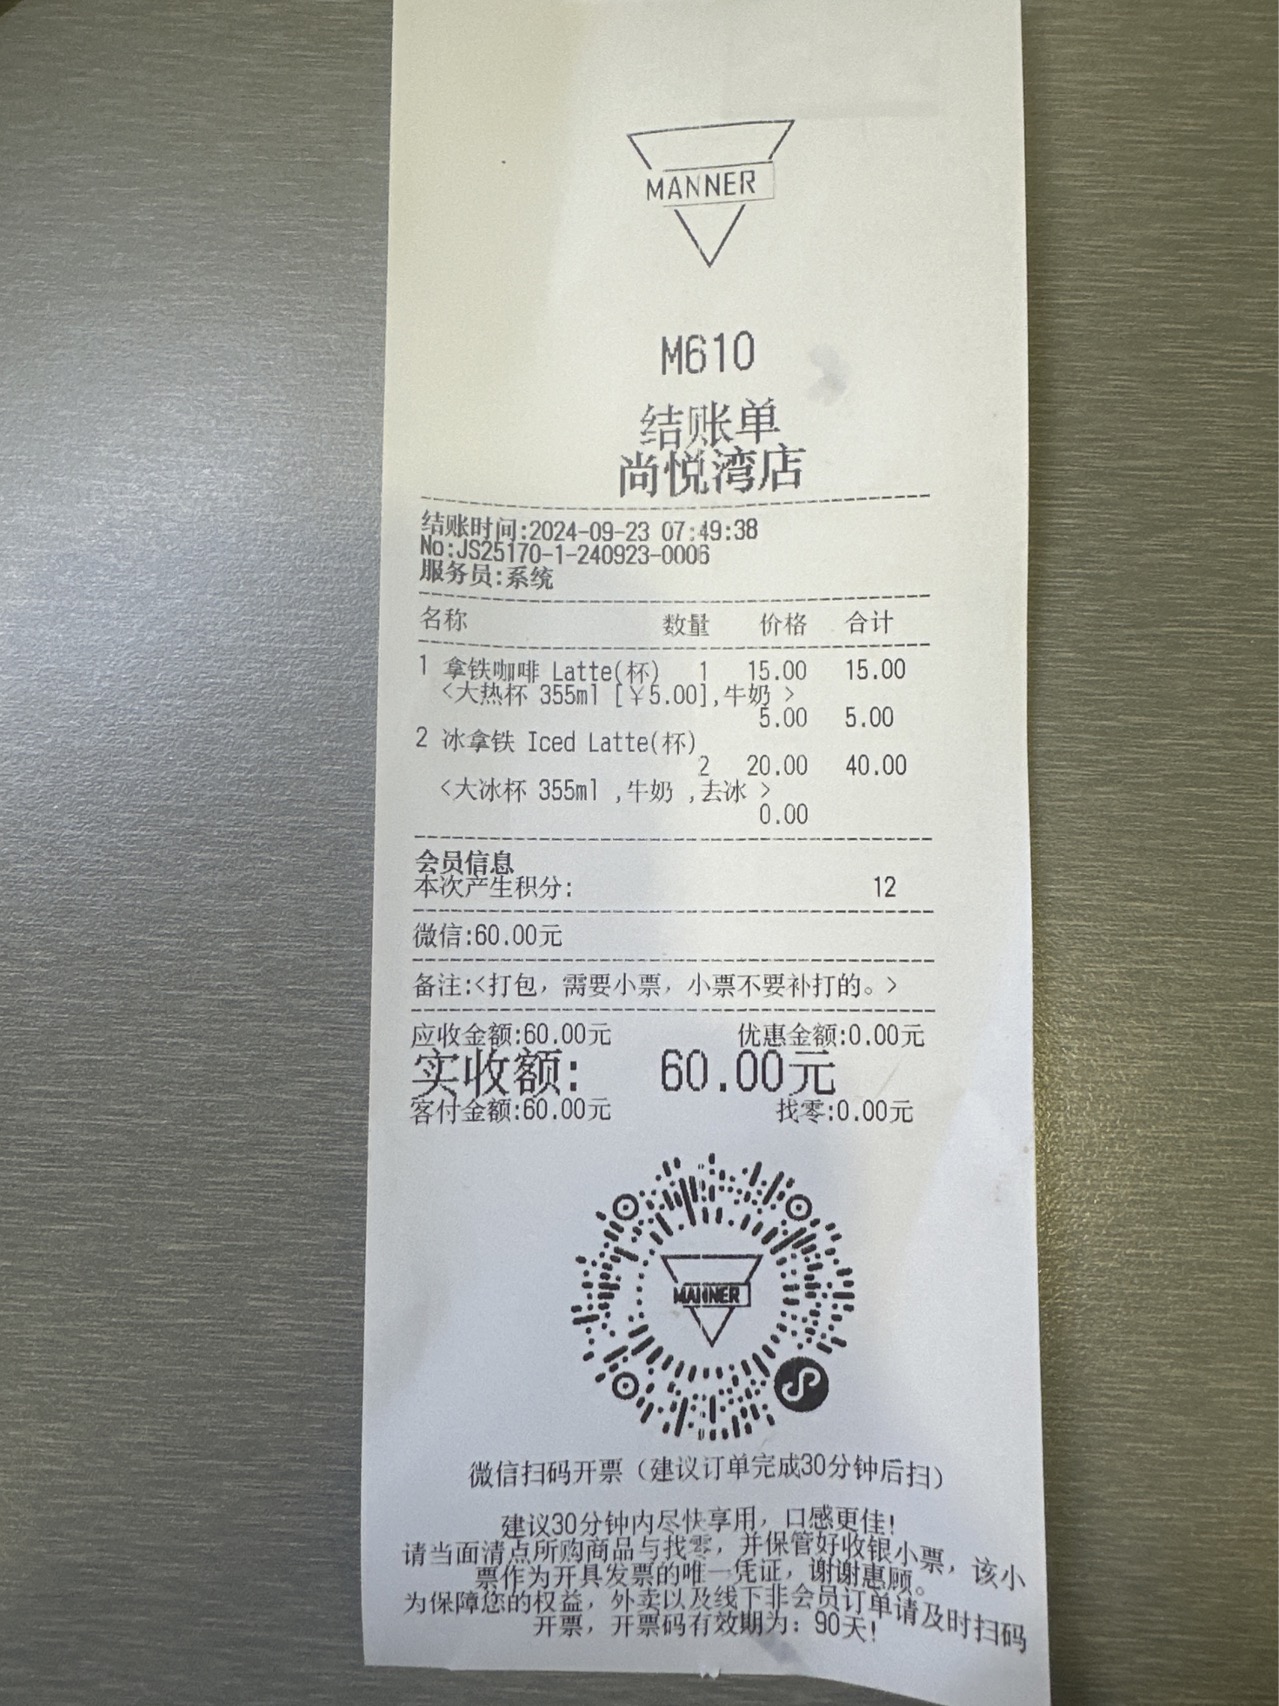 MANNER
M610
结账单
尚悦湾店
结账时间:2024-09-23 07:49:38
No:JS25170-1-240923-0006
服务员:系统
名称 数量 价格 合计
1 拿铁咖啡 Latte(杯) 1 15.00 15.00
<大热杯 355ml [￥5.00],牛奶 >
5.00 5.00
2 冰拿铁 Iced Latte(杯)
2 20.00 40.00
<大冰杯 355ml ,牛奶 ,去冰 >
0.00
会员信息
本次产生积分: 12
微信:60.00元
备注:<打包，需要小票，小票不要补打的。>
应收金额:60.00元 优惠金额:0.00元
实收额: 60.00元
客付金额:60.00元 找零:0.00元
MANNER
微信扫码开票（建议订单完成30分钟后扫）
建议30分钟内尽快享用，口感更佳!
请当面清点所购商品与找零，并保管好收银小票，该小
票作为开具发票的唯一凭证，谢谢惠顾。
为保障您的权益，外卖以及线下非会员订单请及时扫码
开票，开票码有效期为：90天!